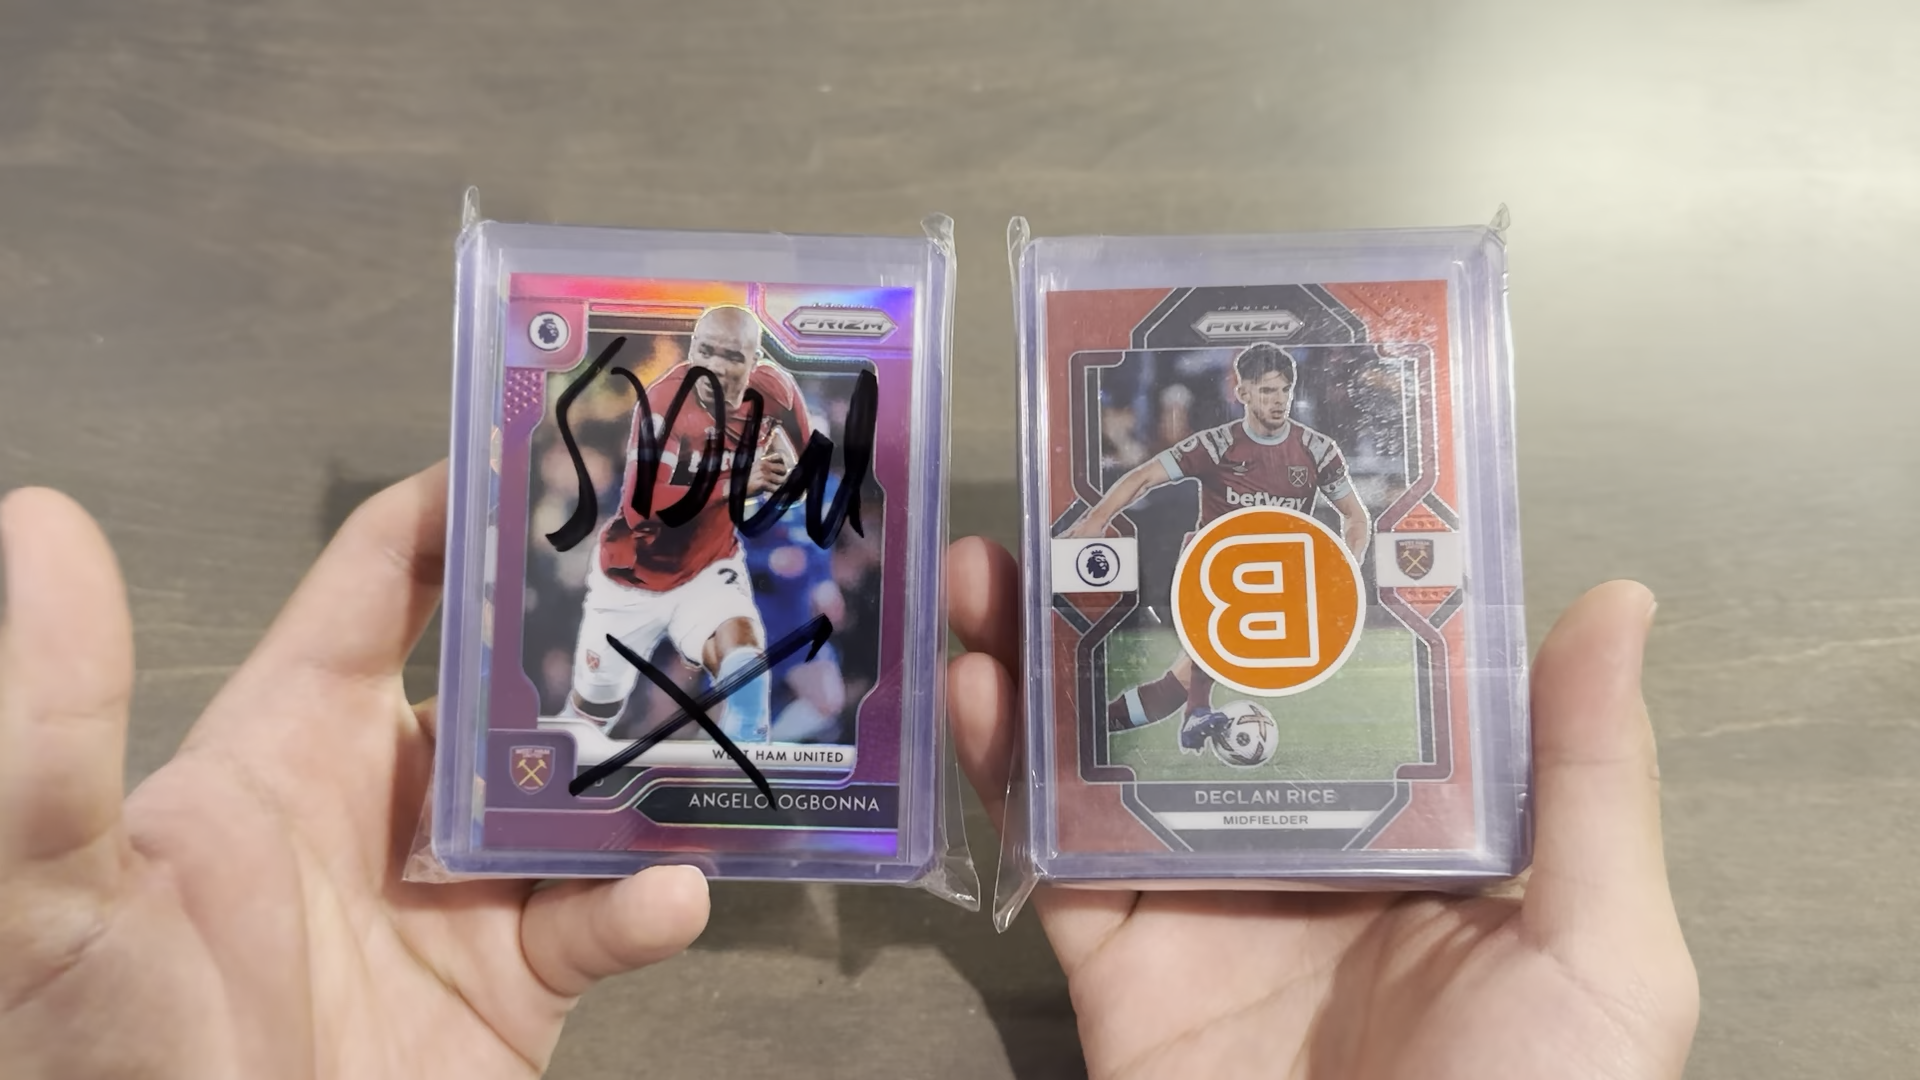 PRIZM
WEST HAM UNITED
ANGELO OGBONNA
PANINI
PRIZM
betway
B
DECLAN RICE
MIDFIELDER